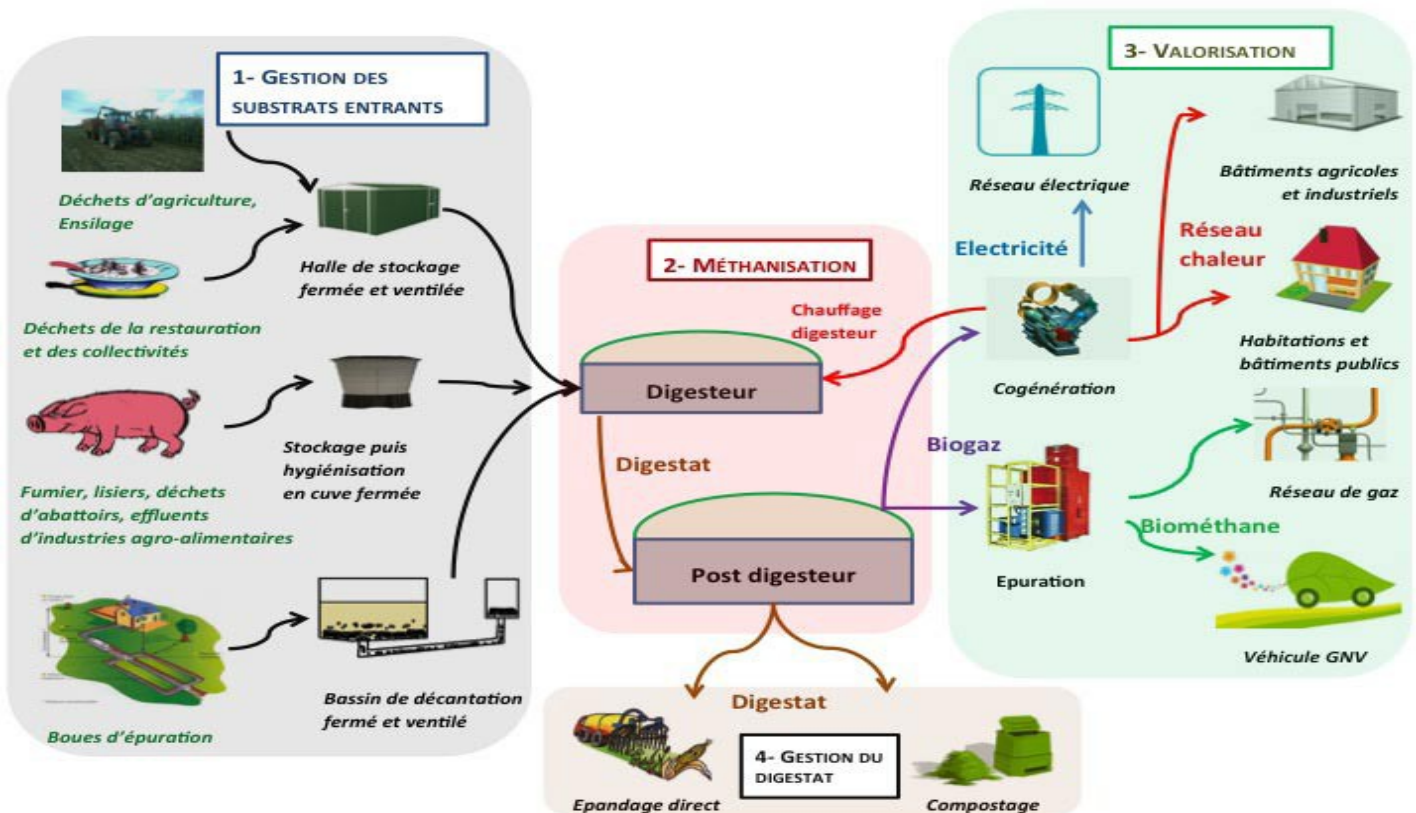 1- GESTION DES
SUBSTRATS ENTRANTS
Déchets d'agriculture,
Ensilage
Halle de stockage
fermée et ventilée
Déchets de la restauration
et des collectivités
Stockage puis
hygiénisation
en cuve fermée
Fumier, lisiers, déchets
d'abattoirs, effluents
d'industries agro-alimentaires
Bassin de décantation
fermé et ventilé
Boues d'épuration
2- MÉTHANISATION
Chauffage
digesteur
Digesteur
Digestat
Biogaz
Post digesteur
3- VALORISATION
Réseau électrique
Bâtiments agricoles
et industriels
Electricité
Réseau
chaleur
Cogénération
Habitations et
bâtiments publics
Réseau de gaz
Biométhane
Epuration
Véhicule GNV
Digestat
4- GESTION DU
DIGESTAT
Epandage direct
Compostage